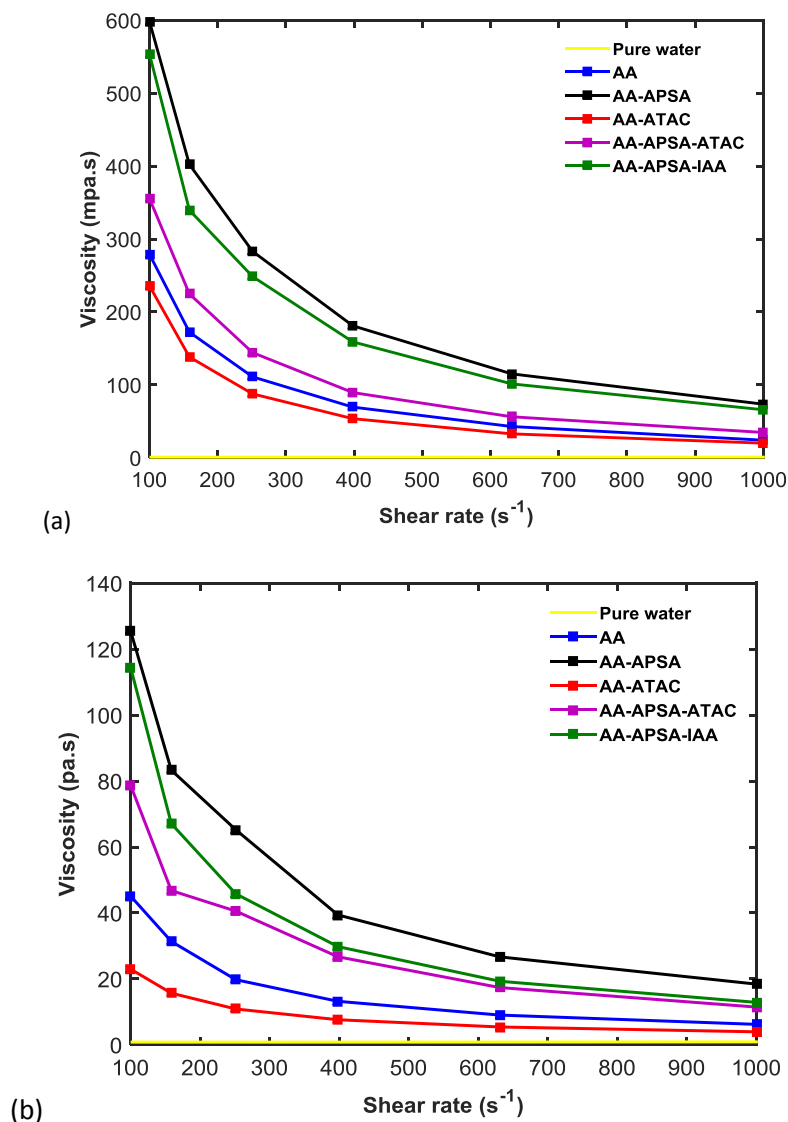 600
500
400
300
200
100
0
Viscosity (mpa.s)
Pure water
AA
AA-APSA
AA-ATAC
AA-APSA-ATAC
AA-APSA-IAA
100 200 300 400 500 600 700 800 900 1000
Shear rate (s⁻¹)
(a)
140
120
100
80
60
40
20
0
Viscosity (pa.s)
Pure water
AA
AA-APSA
AA-ATAC
AA-APSA-ATAC
AA-APSA-IAA
100 200 300 400 500 600 700 800 900 1000
Shear rate (s⁻¹)
(b)